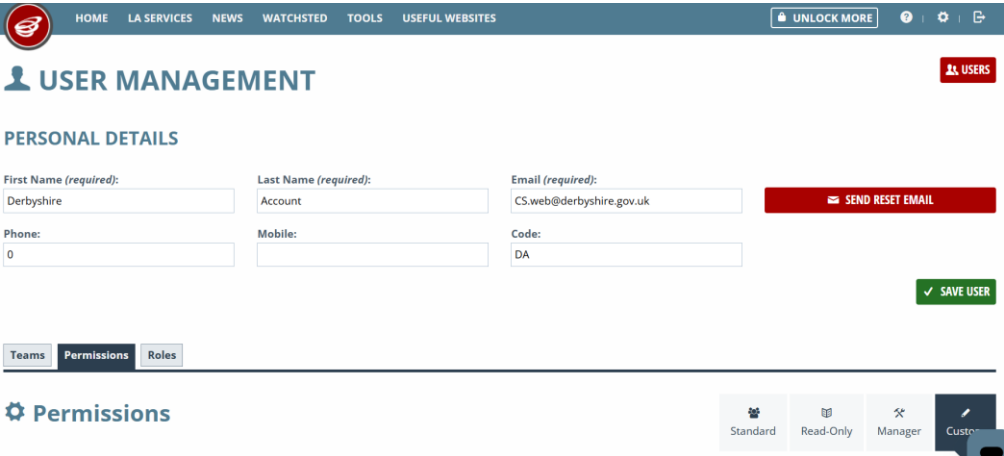 HOME LA SERVICES NEWS WATCHSTED TOOLS USEFUL WEBSITES UNLOCK MORE
USER MANAGEMENT
USERS
PERSONAL DETAILS
First Name (required): Last Name (required): Email (required):
Derbyshire Account CS.web@derbyshire.gov.uk SEND RESET EMAIL
Phone: Mobile: Code:
0 DA
SAVE USER
Teams Permissions Roles
Permissions
Standard Read-Only Manager